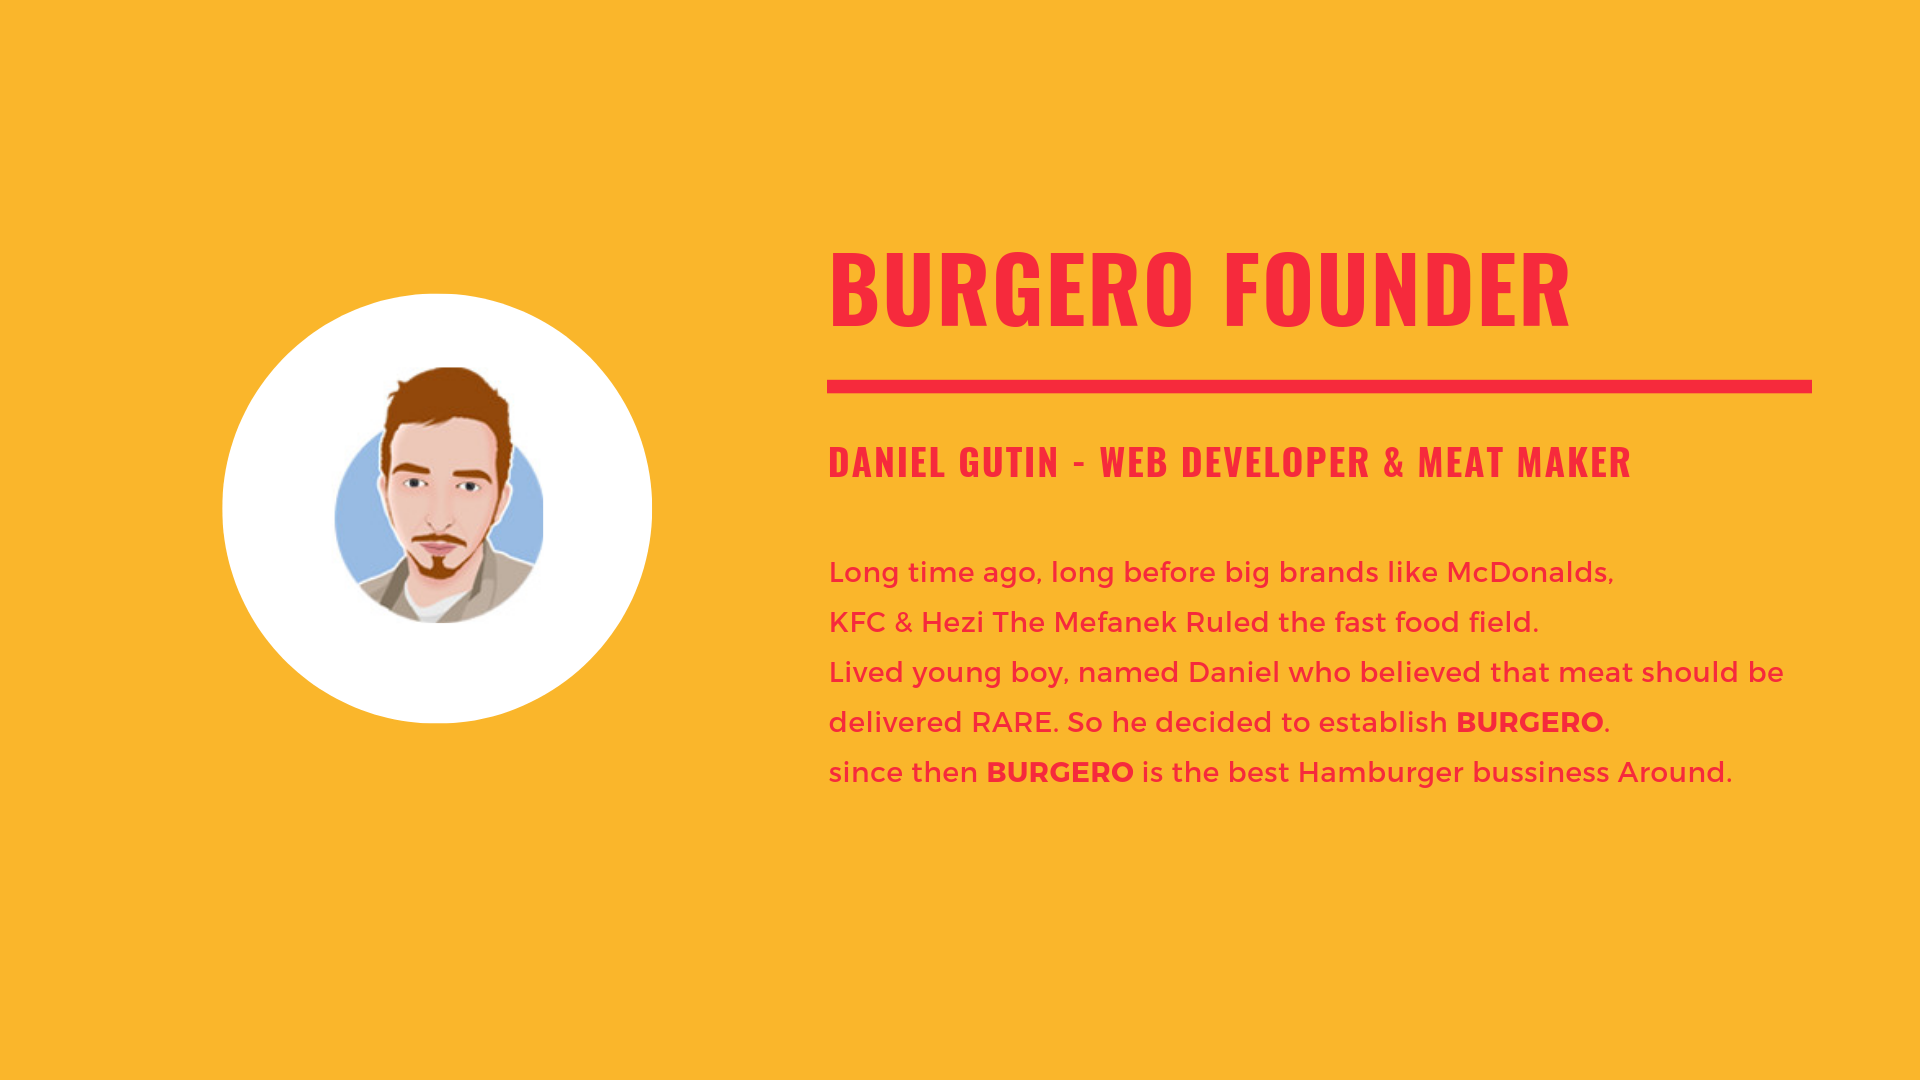 BURGERO FOUNDER
DANIEL GUTIN - WEB DEVELOPER & MEAT MAKER
Long time ago, long before big brands like McDonalds,
KFC & Hezi The Mefanek Ruled the fast food field.
Lived young boy, named Daniel who believed that meat should be
delivered RARE. So he decided to establish BURGERO.
since then BURGERO is the best Hamburger bussiness Around.